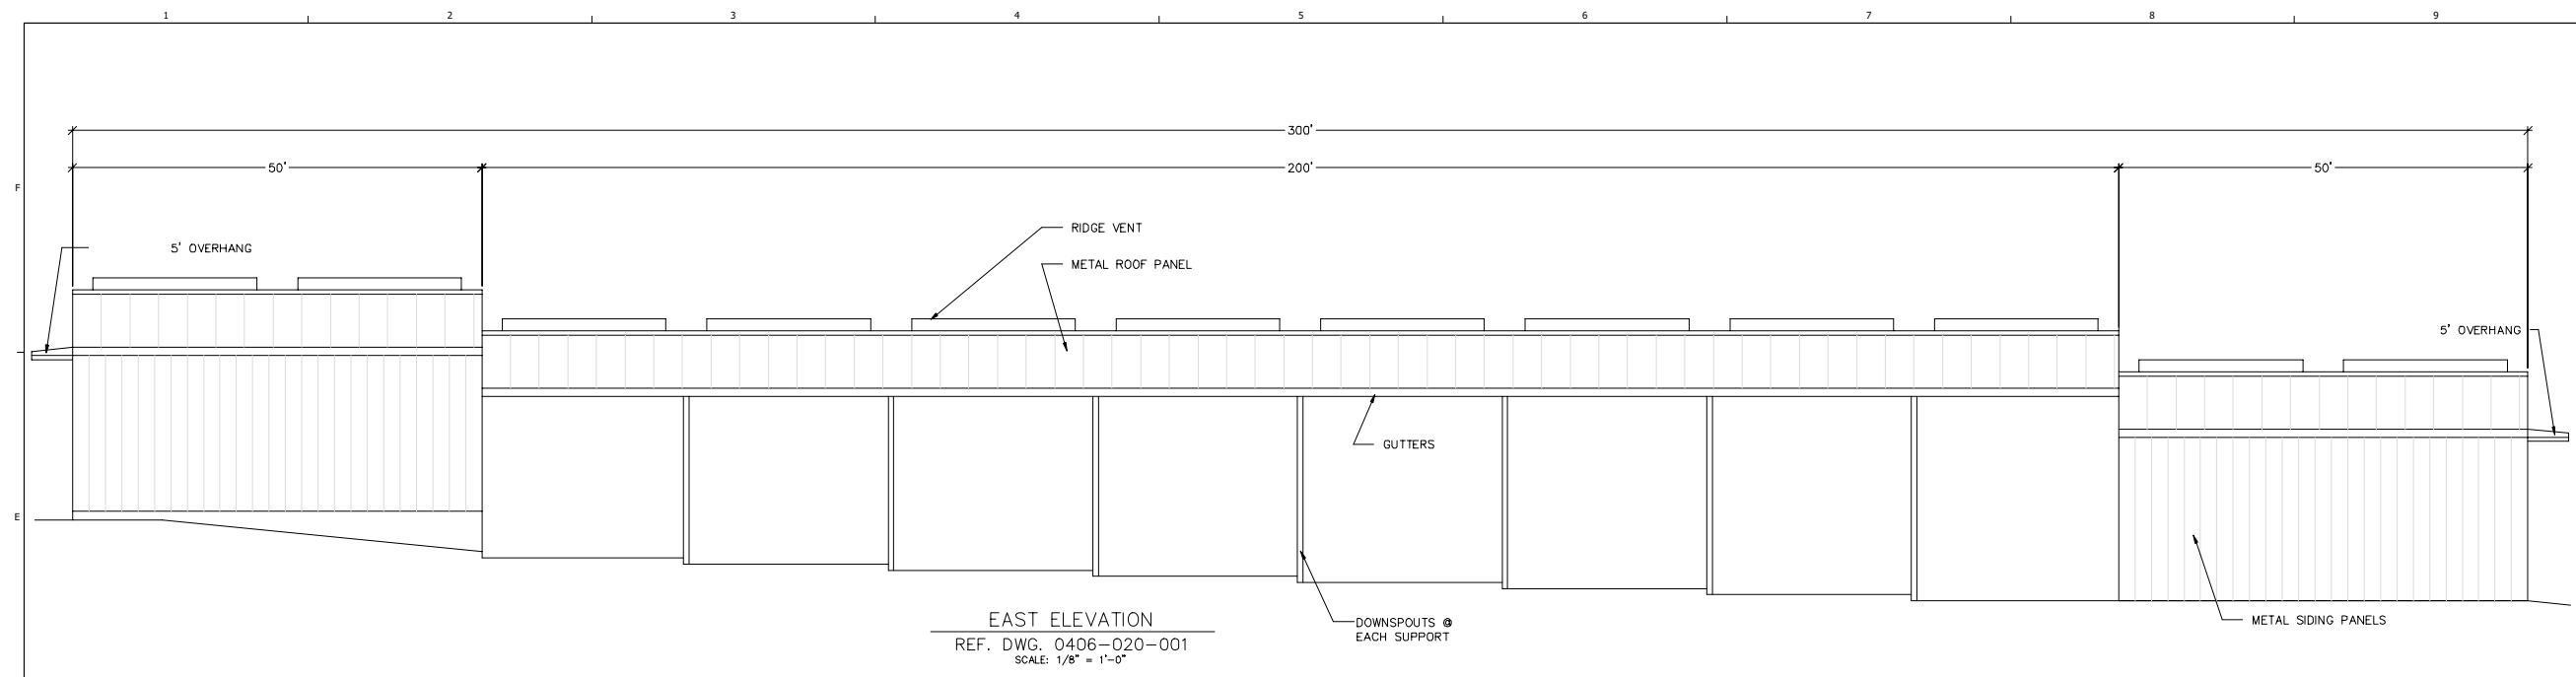 1 2 3 4 5 6 7 8 9
300'
50' 200' 50'
F
RIDGE VENT
5' OVERHANG
METAL ROOF PANEL
5' OVERHANG
GUTTERS
E
EAST ELEVATION
REF. DWG. 0406-020-001
SCALE: 1/8" = 1'-0"
DOWNSPOUTS @
EACH SUPPORT
METAL SIDING PANELS